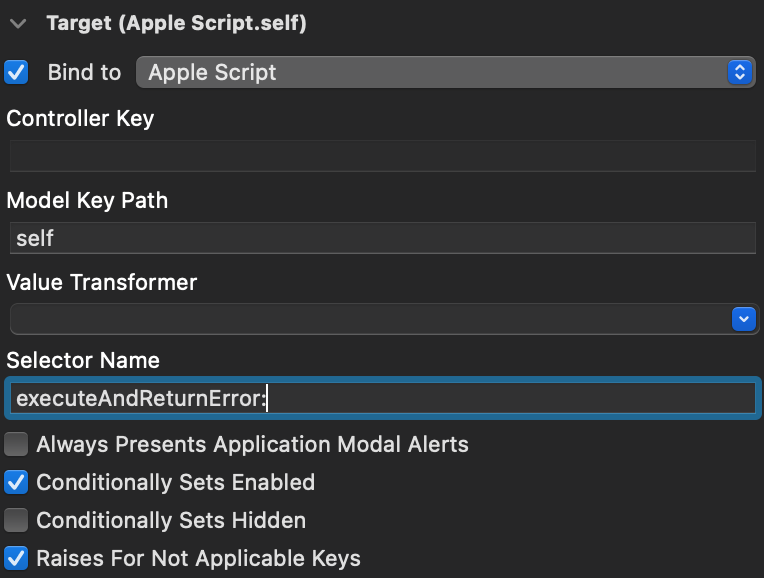 Target (Apple Script.self)
Bind to Apple Script
Controller Key
Model Key Path
self
Value Transformer
Selector Name
executeAndReturnError:
Always Presents Application Modal Alerts
Conditionally Sets Enabled
Conditionally Sets Hidden
Raises For Not Applicable Keys